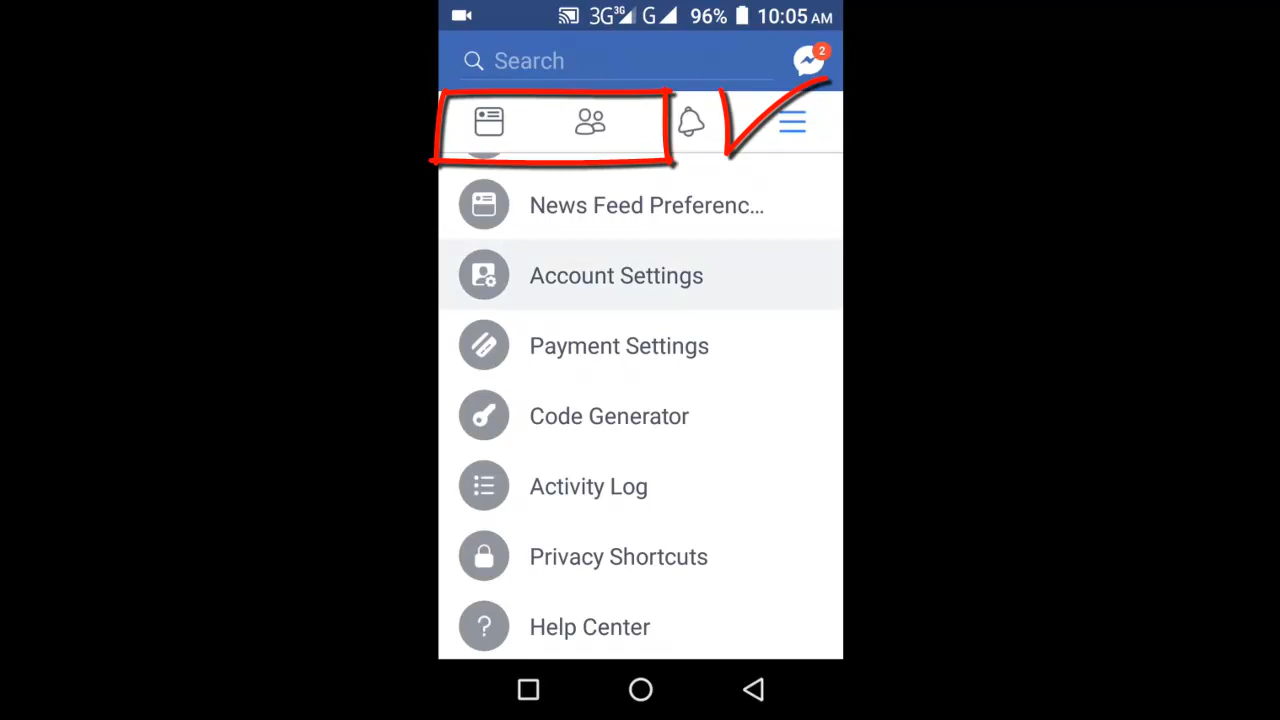 3G 3G G 96% 10:05 AM
Search 2
News Feed Preferenc...
Account Settings
Payment Settings
Code Generator
Activity Log
Privacy Shortcuts
? Help Center